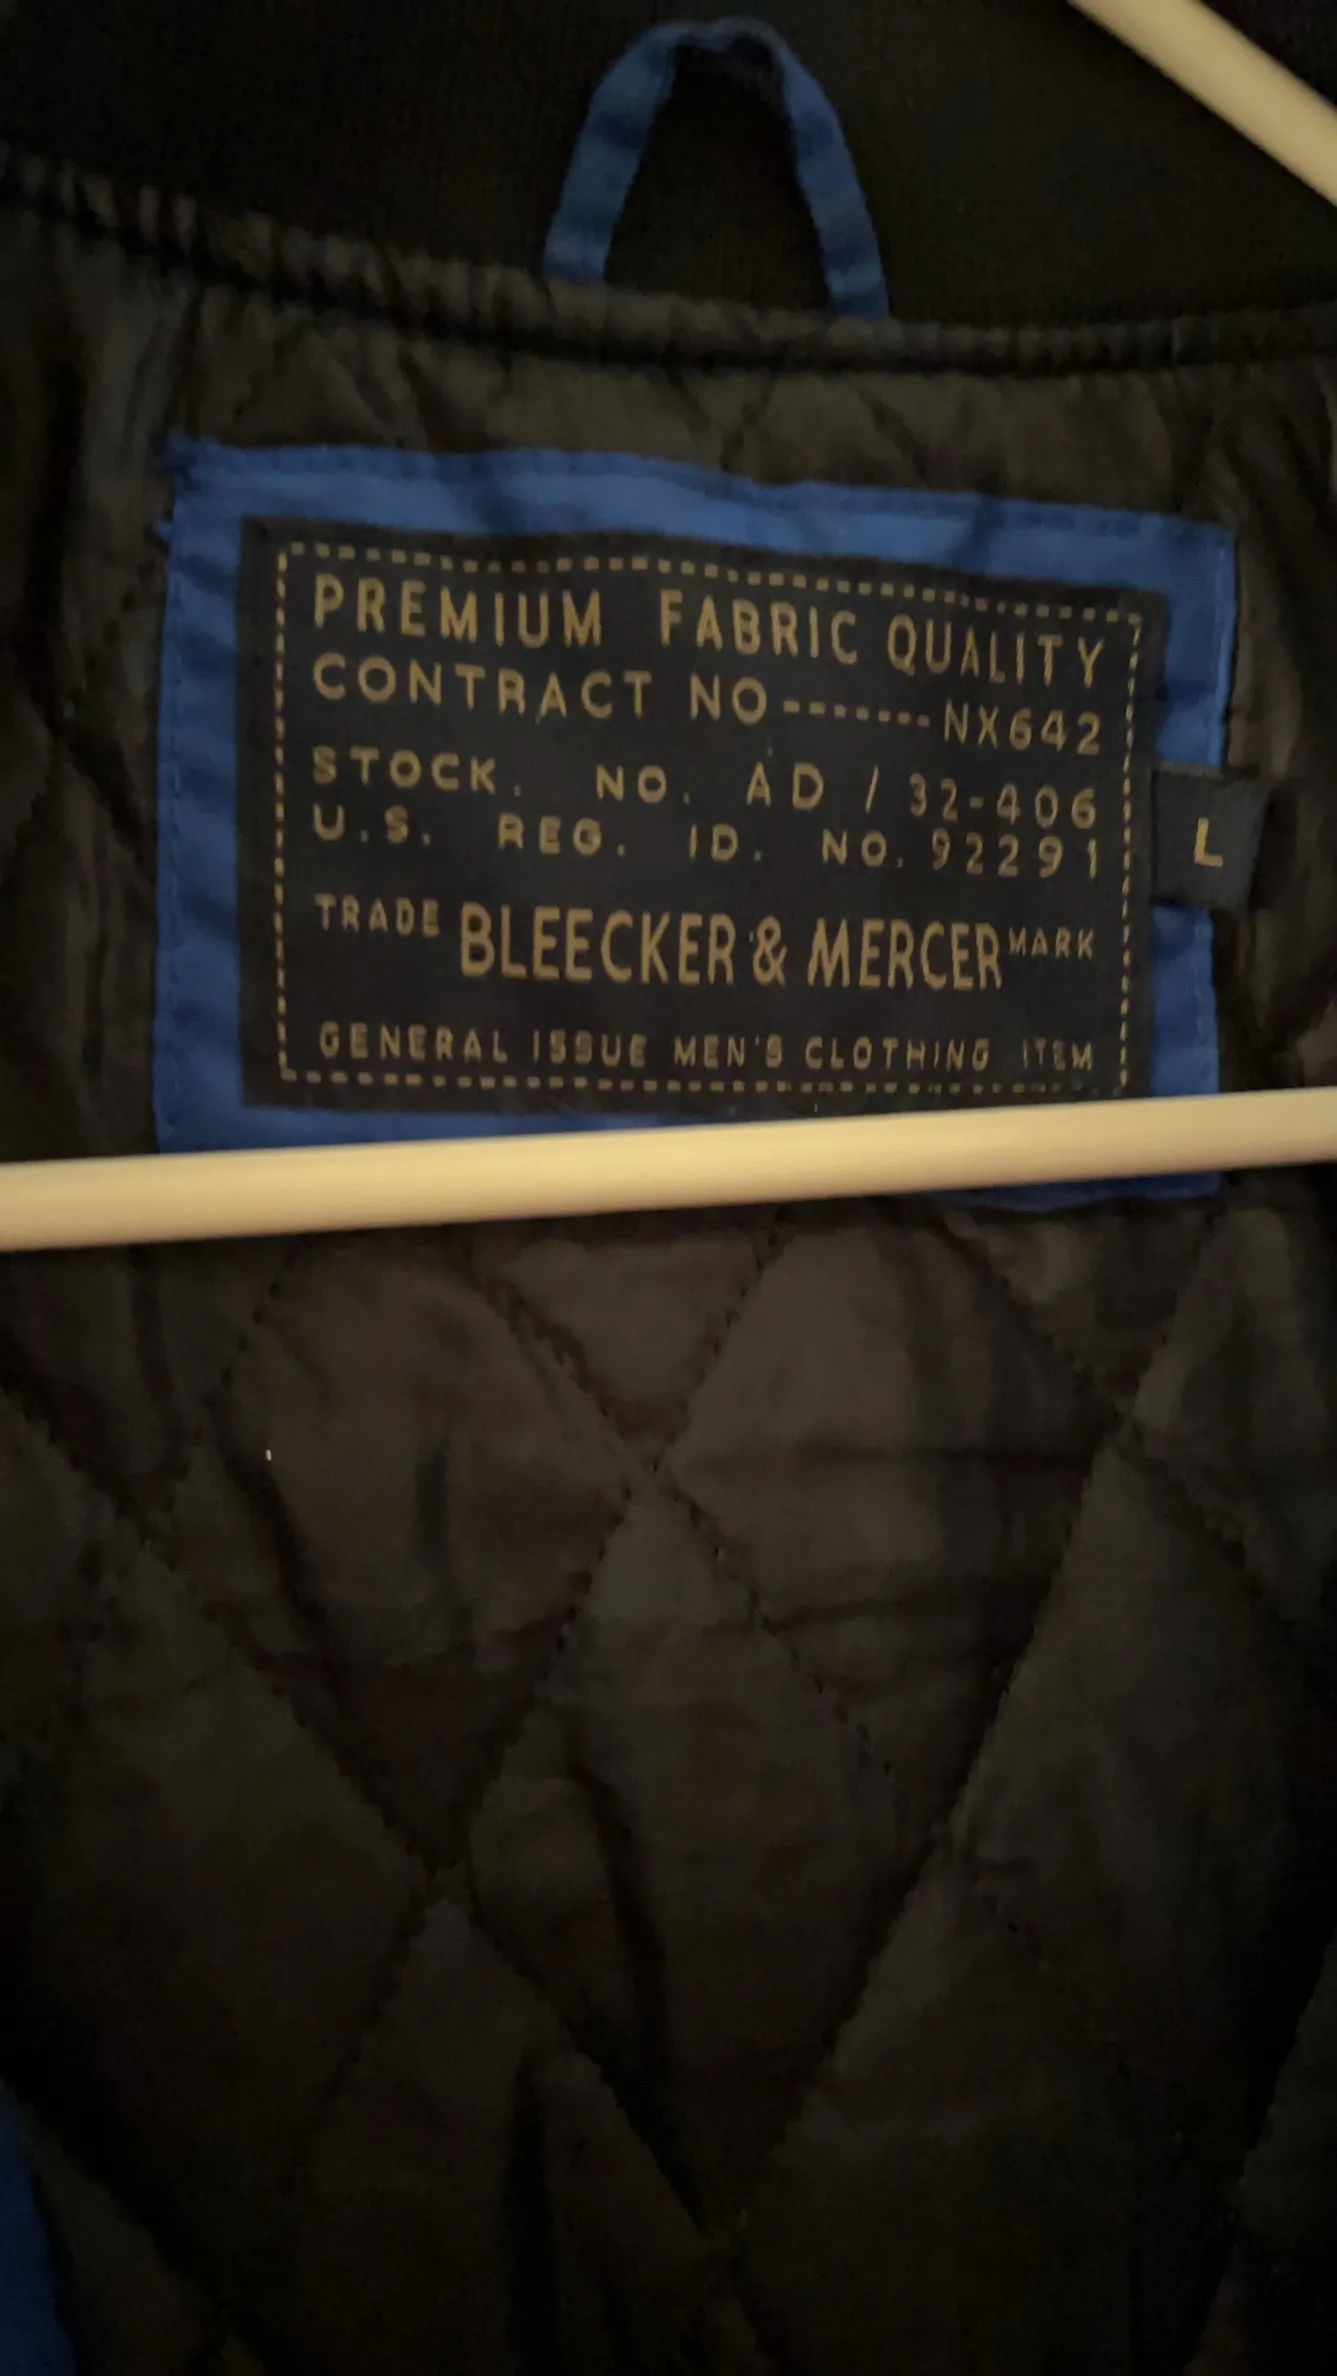 PREMIUM FABRIC QUALITY
CONTRACT NO-------NX642
STOCK. NO. AD / 32-406
U.S. REG. ID. NO. 92291
TRADE BLEECKER & MERCER MARK
GENERAL ISSUE MEN'S CLOTHING ITEM
L